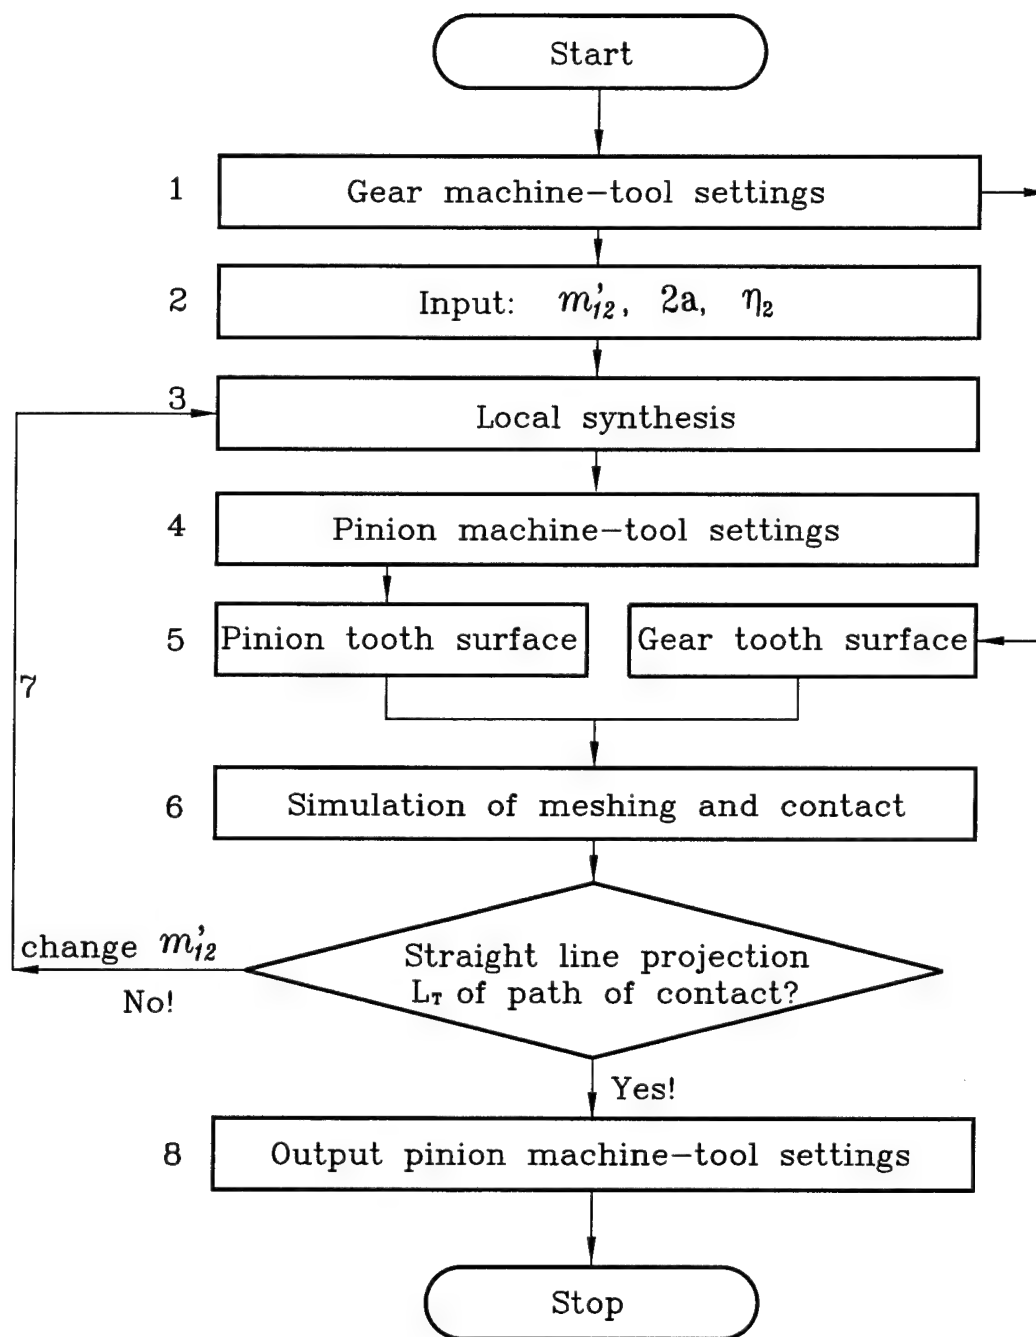 Start
1 Gear machine-tool settings
2 Input: m'12, 2a, η2
3 Local synthesis
4 Pinion machine-tool settings
5 Pinion tooth surface Gear tooth surface
7
6 Simulation of meshing and contact
change m'12
No!
Straight line projection
LT of path of contact?
Yes!
8 Output pinion machine-tool settings
Stop